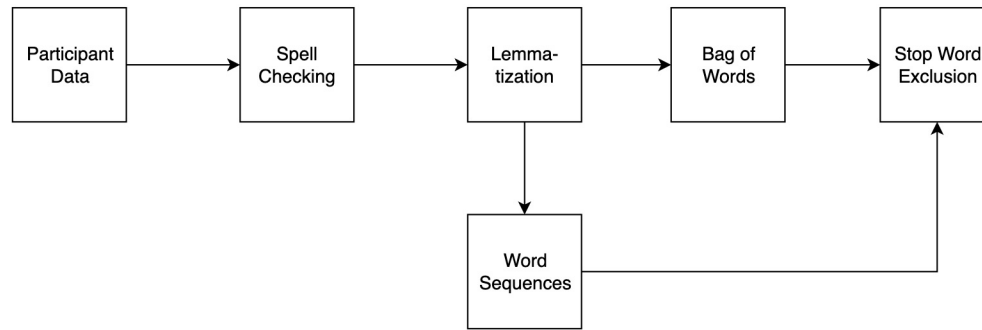 Participant
Data
Spell
Checking
Lemma-
tization
Bag of
Words
Stop Word
Exclusion
Word
Sequences